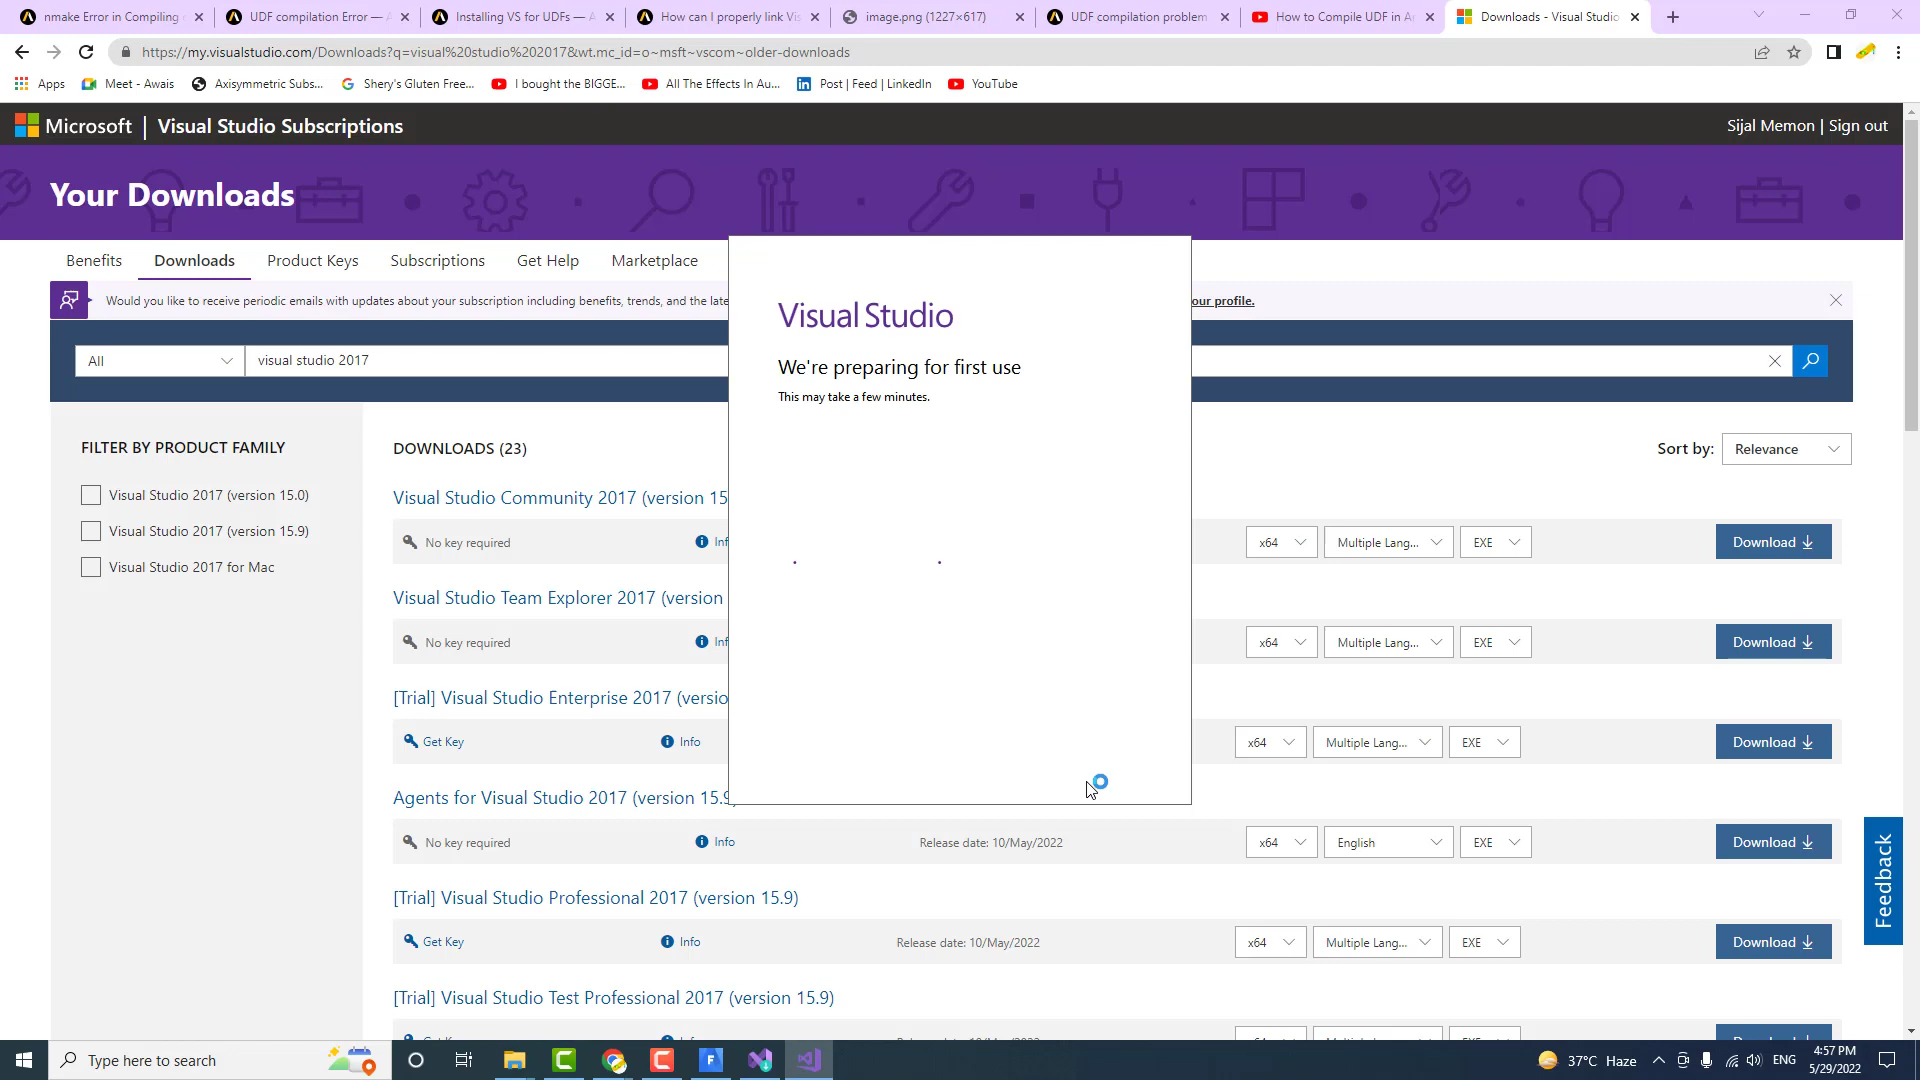 nmake Error in Compiling
UDF compilation Error — A
Installing VS for UDFs — A
How can I properly link Vis
image.png (1227×617)
UDF compilation problem
How to Compile UDF in A
Downloads - Visual Studio
https://my.visualstudio.com/Downloads?q=visual%20studio%202017&wt.mc_id=o~msft~vscom~older-downloads
Apps
Meet - Awais
Axisymmetric Subs...
Shery's Gluten Free...
I bought the BIGGE...
All The Effects In Au...
Post | Feed | LinkedIn
YouTube
Microsoft | Visual Studio Subscriptions
Sijal Memon | Sign out
Your Downloads
Benefits
Downloads
Product Keys
Subscriptions
Get Help
Marketplace
Would you like to receive periodic emails with updates about your subscription including benefits, trends, and the late
our profile.
All
visual studio 2017
Visual Studio
We're preparing for first use
This may take a few minutes.
FILTER BY PRODUCT FAMILY
Visual Studio 2017 (version 15.0)
Visual Studio 2017 (version 15.9)
Visual Studio 2017 for Mac
DOWNLOADS (23)
Sort by: Relevance
Visual Studio Community 2017 (version 15
No key required Inf x64 Multiple Lang... EXE Download
Visual Studio Team Explorer 2017 (version
No key required Inf x64 Multiple Lang... EXE Download
[Trial] Visual Studio Enterprise 2017 (versio
Get Key Info x64 Multiple Lang... EXE Download
Agents for Visual Studio 2017 (version 15.9
No key required Info Release date: 10/May/2022 x64 English EXE Download
[Trial] Visual Studio Professional 2017 (version 15.9)
Get Key Info Release date: 10/May/2022 x64 Multiple Lang... EXE Download
[Trial] Visual Studio Test Professional 2017 (version 15.9)
Feedback
Type here to search
37°C Haze
ENG
4:57 PM
5/29/2022